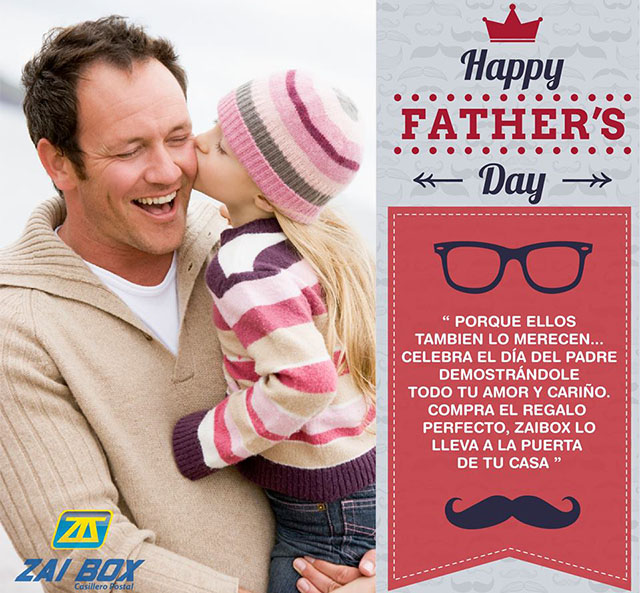 Happy
FATHER'S
Day
“ PORQUE ELLOS
TAMBIEN LO MERECEN...
CELEBRA EL DÍA DEL PADRE
DEMOSTRÁNDOLE
TODO TU AMOR Y CARIÑO.
COMPRA EL REGALO
PERFECTO, ZAIBOX LO
LLEVA A LA PUERTA
DE TU CASA ”
ZAI BOX
Casillero Postal